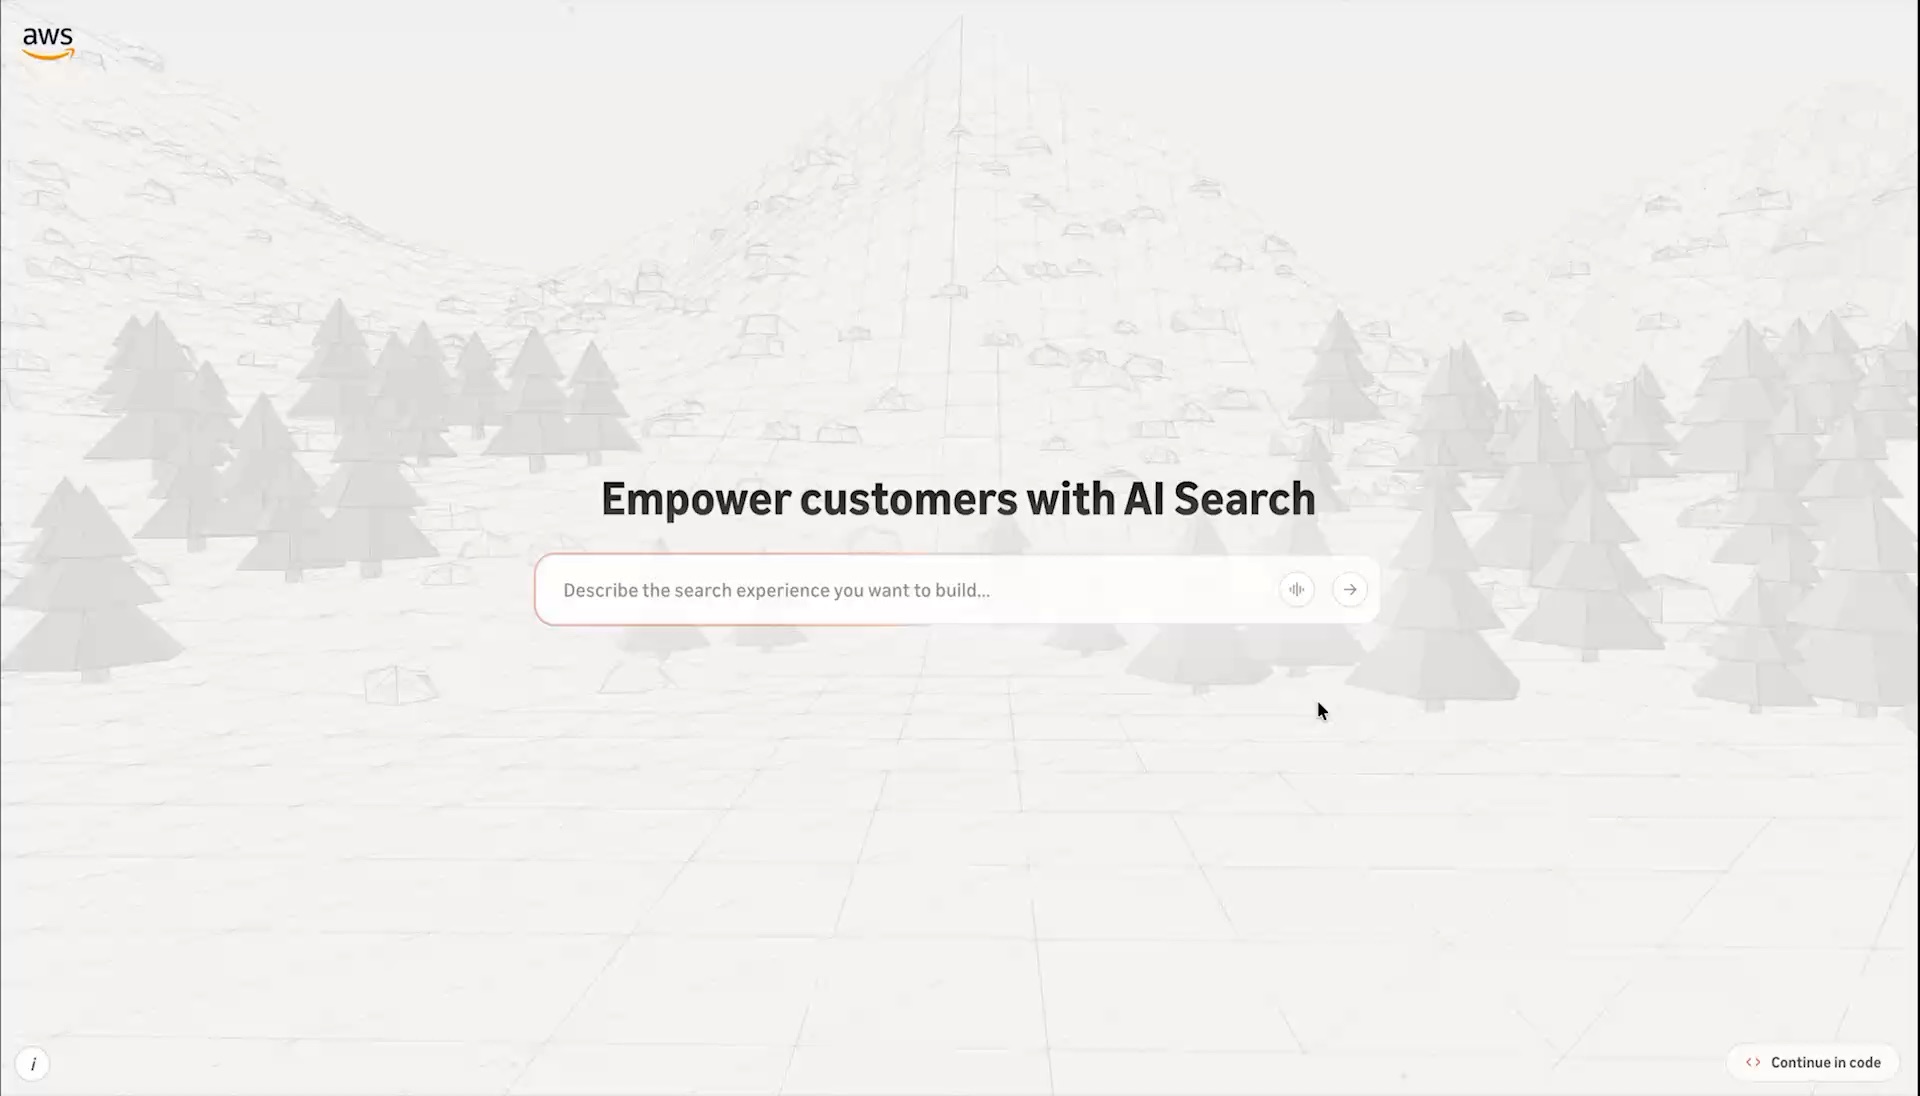 aws
Empower customers with AI Search
Describe the search experience you want to build...
i
<> Continue in code